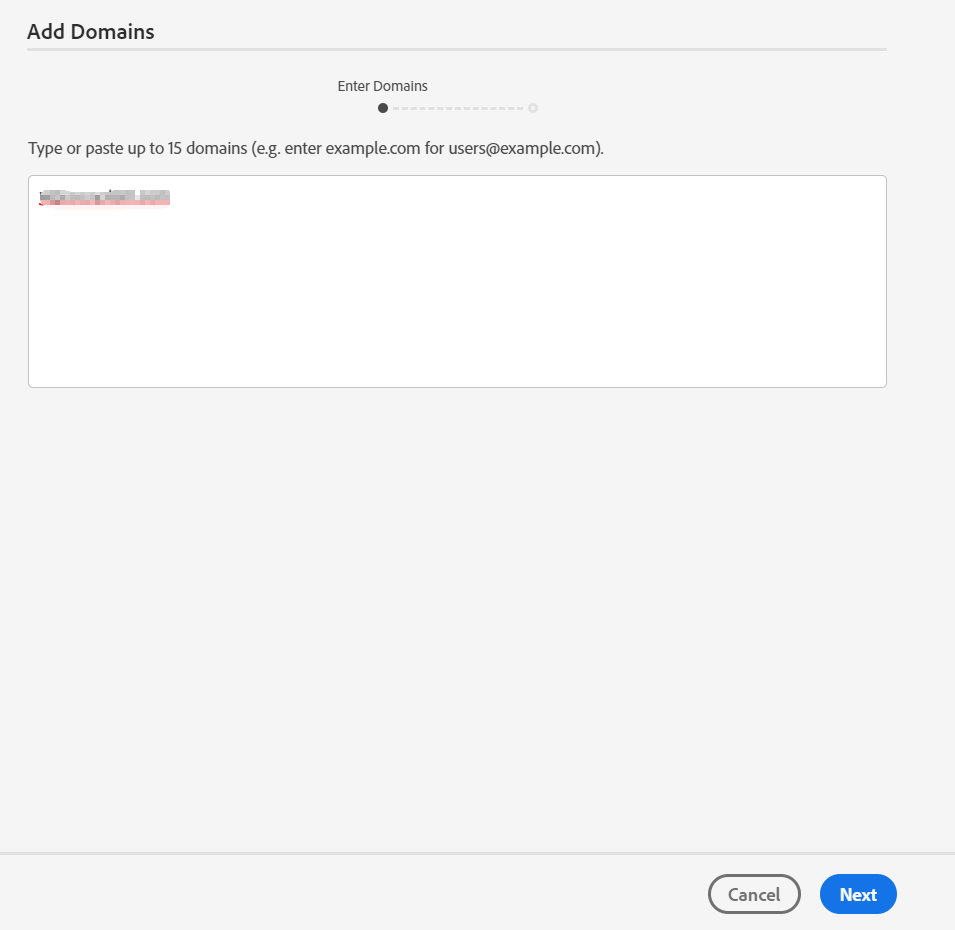 Add Domains
Enter Domains
Type or paste up to 15 domains (e.g. enter example.com for users@example.com).
Cancel
Next